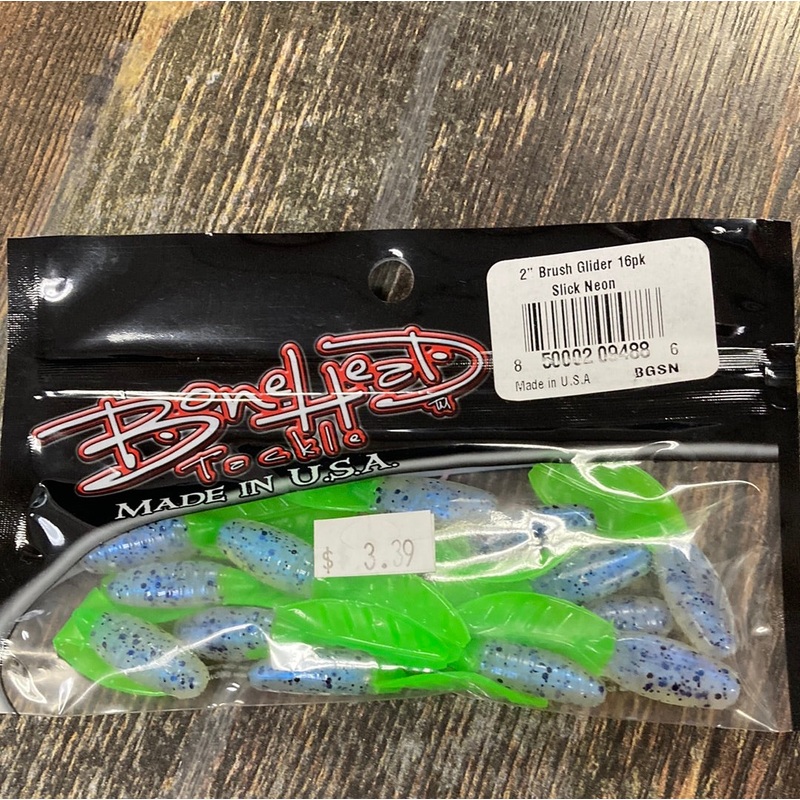 2" Brush Glider 16pk
Slick Neon
8 50002 09488 6
Made in U.S.A BGSN
BoneHead
Tackle TM
MADE IN U.S.A.
$ 3.39